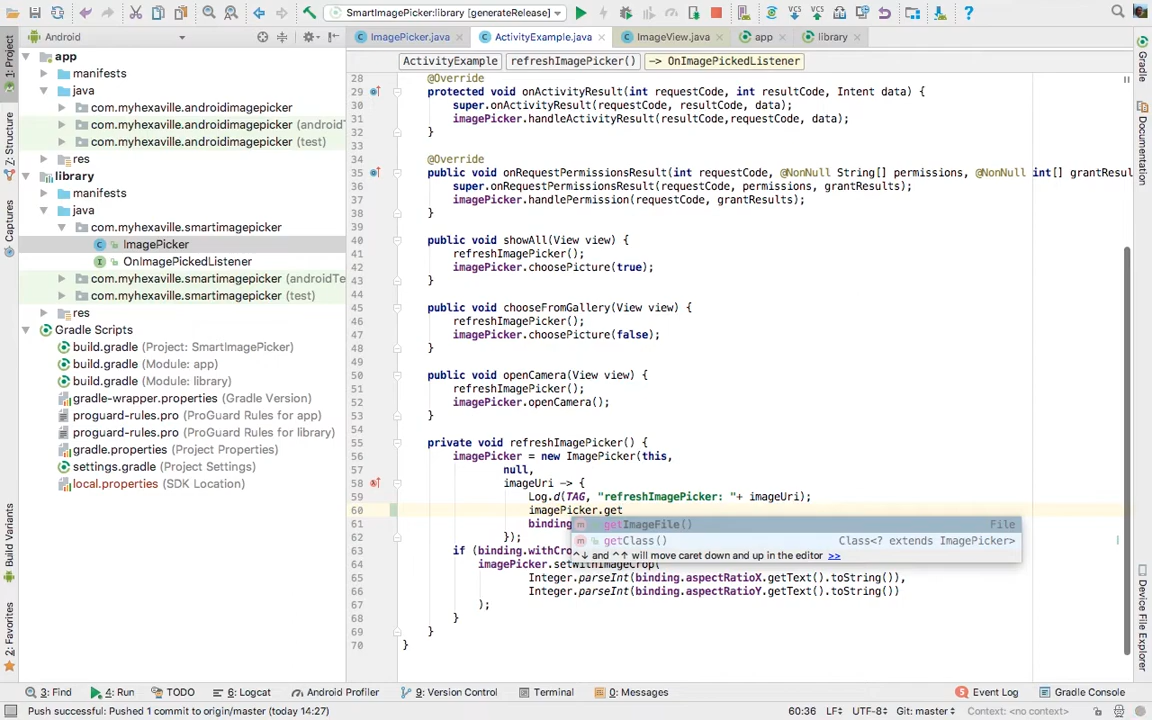 SmartImagePicker:library [generateRelease]
Android
ImagePicker.java
ActivityExample.java
ImageView.java
app
library
ActivityExample
refreshImagePicker()
-> OnImagePickedListener
1: Project
Z: Structure
Captures
Build Variants
2: Favorites
app
manifests
java
com.myhexaville.androidimagepicker
com.myhexaville.androidimagepicker (android
com.myhexaville.androidimagepicker (test)
res
library
manifests
java
com.myhexaville.smartimagepicker
ImagePicker
OnImagePickedListener
com.myhexaville.smartimagepicker (androidTe
com.myhexaville.smartimagepicker (test)
res
Gradle Scripts
build.gradle (Project: SmartImagePicker)
build.gradle (Module: app)
build.gradle (Module: library)
gradle-wrapper.properties (Gradle Version)
proguard-rules.pro (ProGuard Rules for app)
proguard-rules.pro (ProGuard Rules for library)
gradle.properties (Project Properties)
settings.gradle (Project Settings)
local.properties (SDK Location)
28 @Override
29 protected void onActivityResult(int requestCode, int resultCode, Intent data) {
30 super.onActivityResult(requestCode, resultCode, data);
31 imagePicker.handleActivityResult(resultCode,requestCode, data);
32 }
33
34 @Override
35 public void onRequestPermissionsResult(int requestCode, @NonNull String[] permissions, @NonNull int[] grantResul
36 super.onRequestPermissionsResult(requestCode, permissions, grantResults);
37 imagePicker.handlePermission(requestCode, grantResults);
38 }
39
40 public void showAll(View view) {
41 refreshImagePicker();
42 imagePicker.choosePicture(true);
43 }
44
45 public void chooseFromGallery(View view) {
46 refreshImagePicker();
47 imagePicker.choosePicture(false);
48 }
49
50 public void openCamera(View view) {
51 refreshImagePicker();
52 imagePicker.openCamera();
53 }
54
55 private void refreshImagePicker() {
56 imagePicker = new ImagePicker(this,
57 null,
58 imageUri -> {
59 Log.d(TAG, "refreshImagePicker: "+ imageUri);
60 imagePicker.get
61 binding
62 });
63 if (binding.withCro
64 imagePicker.setWithImageCrop(
65 Integer.parseInt(binding.aspectRatioX.getText().toString()),
66 Integer.parseInt(binding.aspectRatioY.getText().toString())
67 );
68 }
69 }
70 }
m getImageFile() File
m getClass() Class<? extends ImagePicker>
^↓ and ^↑ will move caret down and up in the editor >>
Gradle
Documentation
Device File Explorer
3: Find
4: Run
TODO
6: Logcat
Android Profiler
9: Version Control
Terminal
0: Messages
Event Log
Gradle Console
Push successful: Pushed 1 commit to origin/master (today 14:27)
60:36
LF
UTF-8
Git: master
Context: <no context>